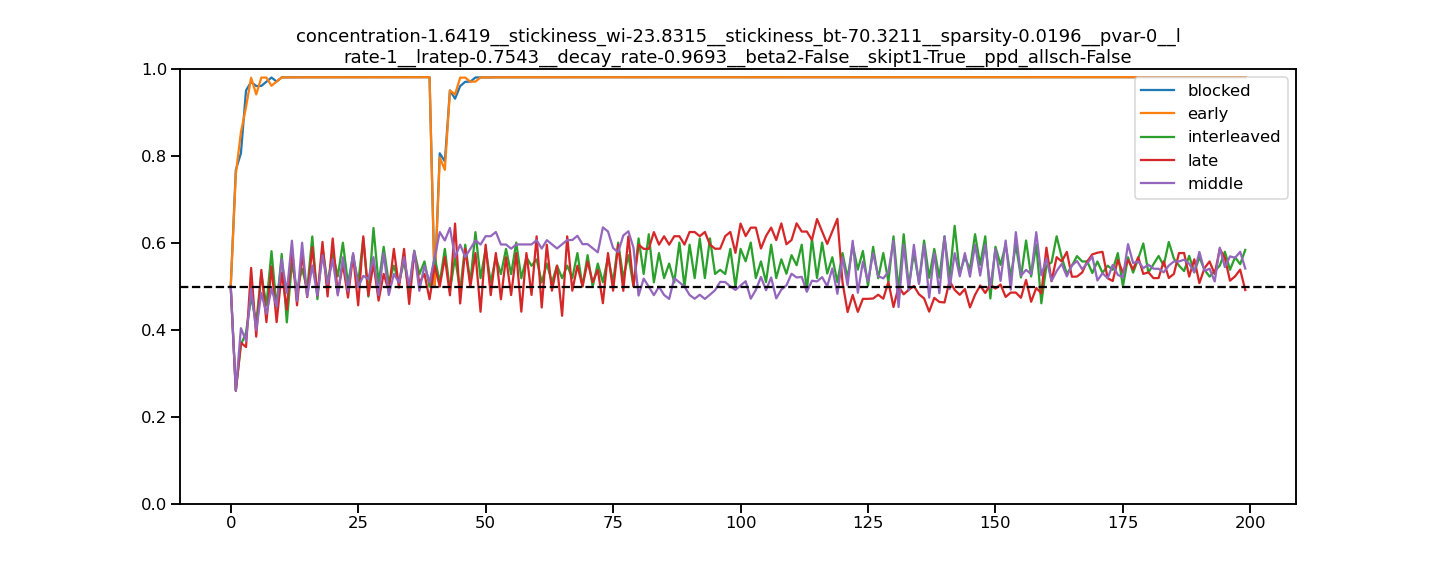 concentration-1.6419__stickiness_wi-23.8315__stickiness_bt-70.3211__sparsity-0.0196__pvar-0__l
rate-1__lratep-0.7543__decay_rate-0.9693__beta2-False__skipt1-True__ppd_allsch-False
1.0
0.8
0.6
0.4
0.2
0.0
blocked
early
interleaved
late
middle
0 25 50 75 100 125 150 175 200